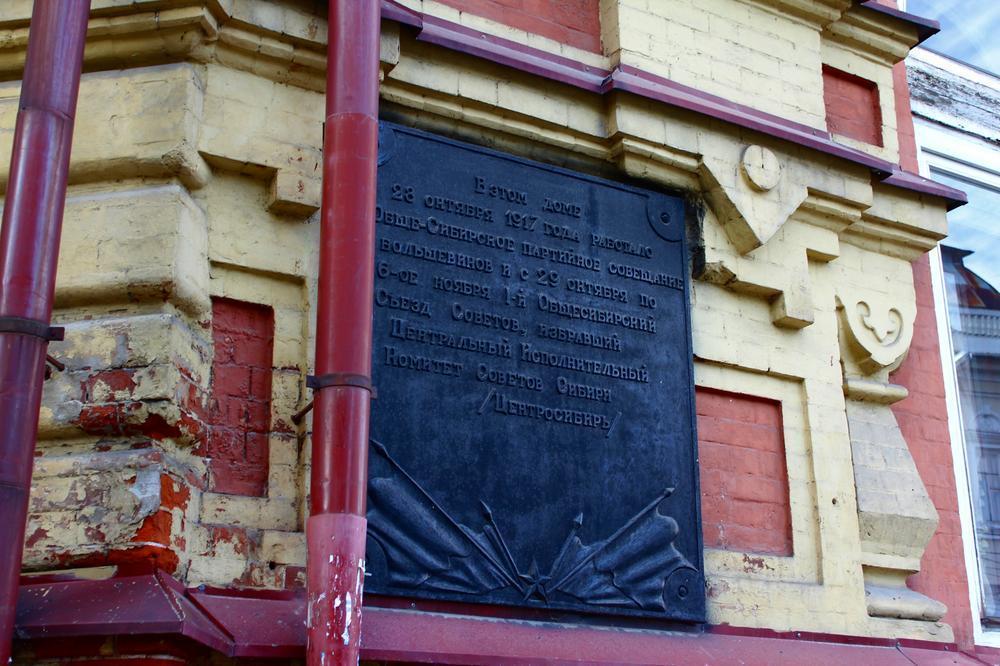 В этом доме
28 октября 1917 года работало
Обще-Сибирское партийное совещание
большевиков и с 29 октября по
6-ое ноября 1-й Общесибирский
Съезд Советов, избравший
Центральный Исполнительный
Комитет Советов Сибири
/Центросибирь/